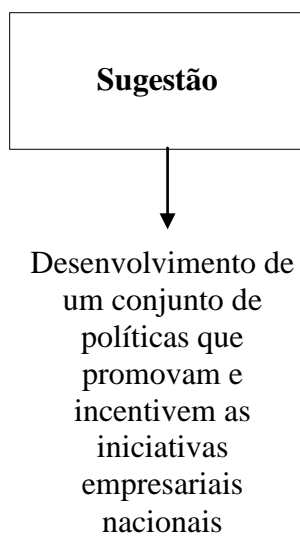 Sugestão
Desenvolvimento de
um conjunto de
políticas que
promovam e
incentivem as
iniciativas
empresariais
nacionais